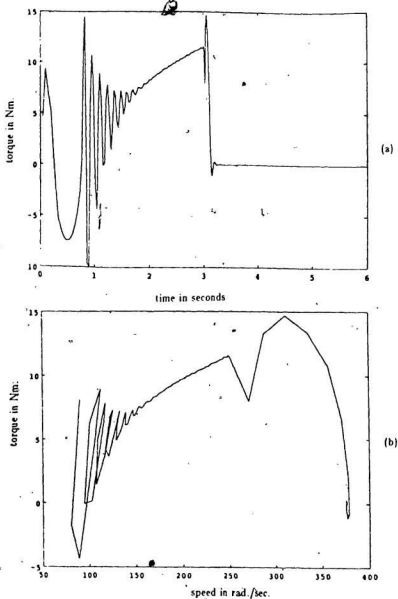 15
10
5
0
-5
10
torque in Nm.
0 1 2 3 4 5 6
time in seconds
(a)
15
10
5
0
-5
torque in Nm:
50 100 150 200 250 300 350 400
speed in rad./sec.
(b)